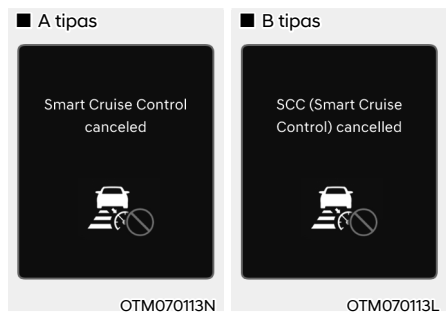 ■ A tipas
Smart Cruise Control
canceled
OTM070113N
■ B tipas
SCC (Smart Cruise
Control) cancelled
OTM070113L